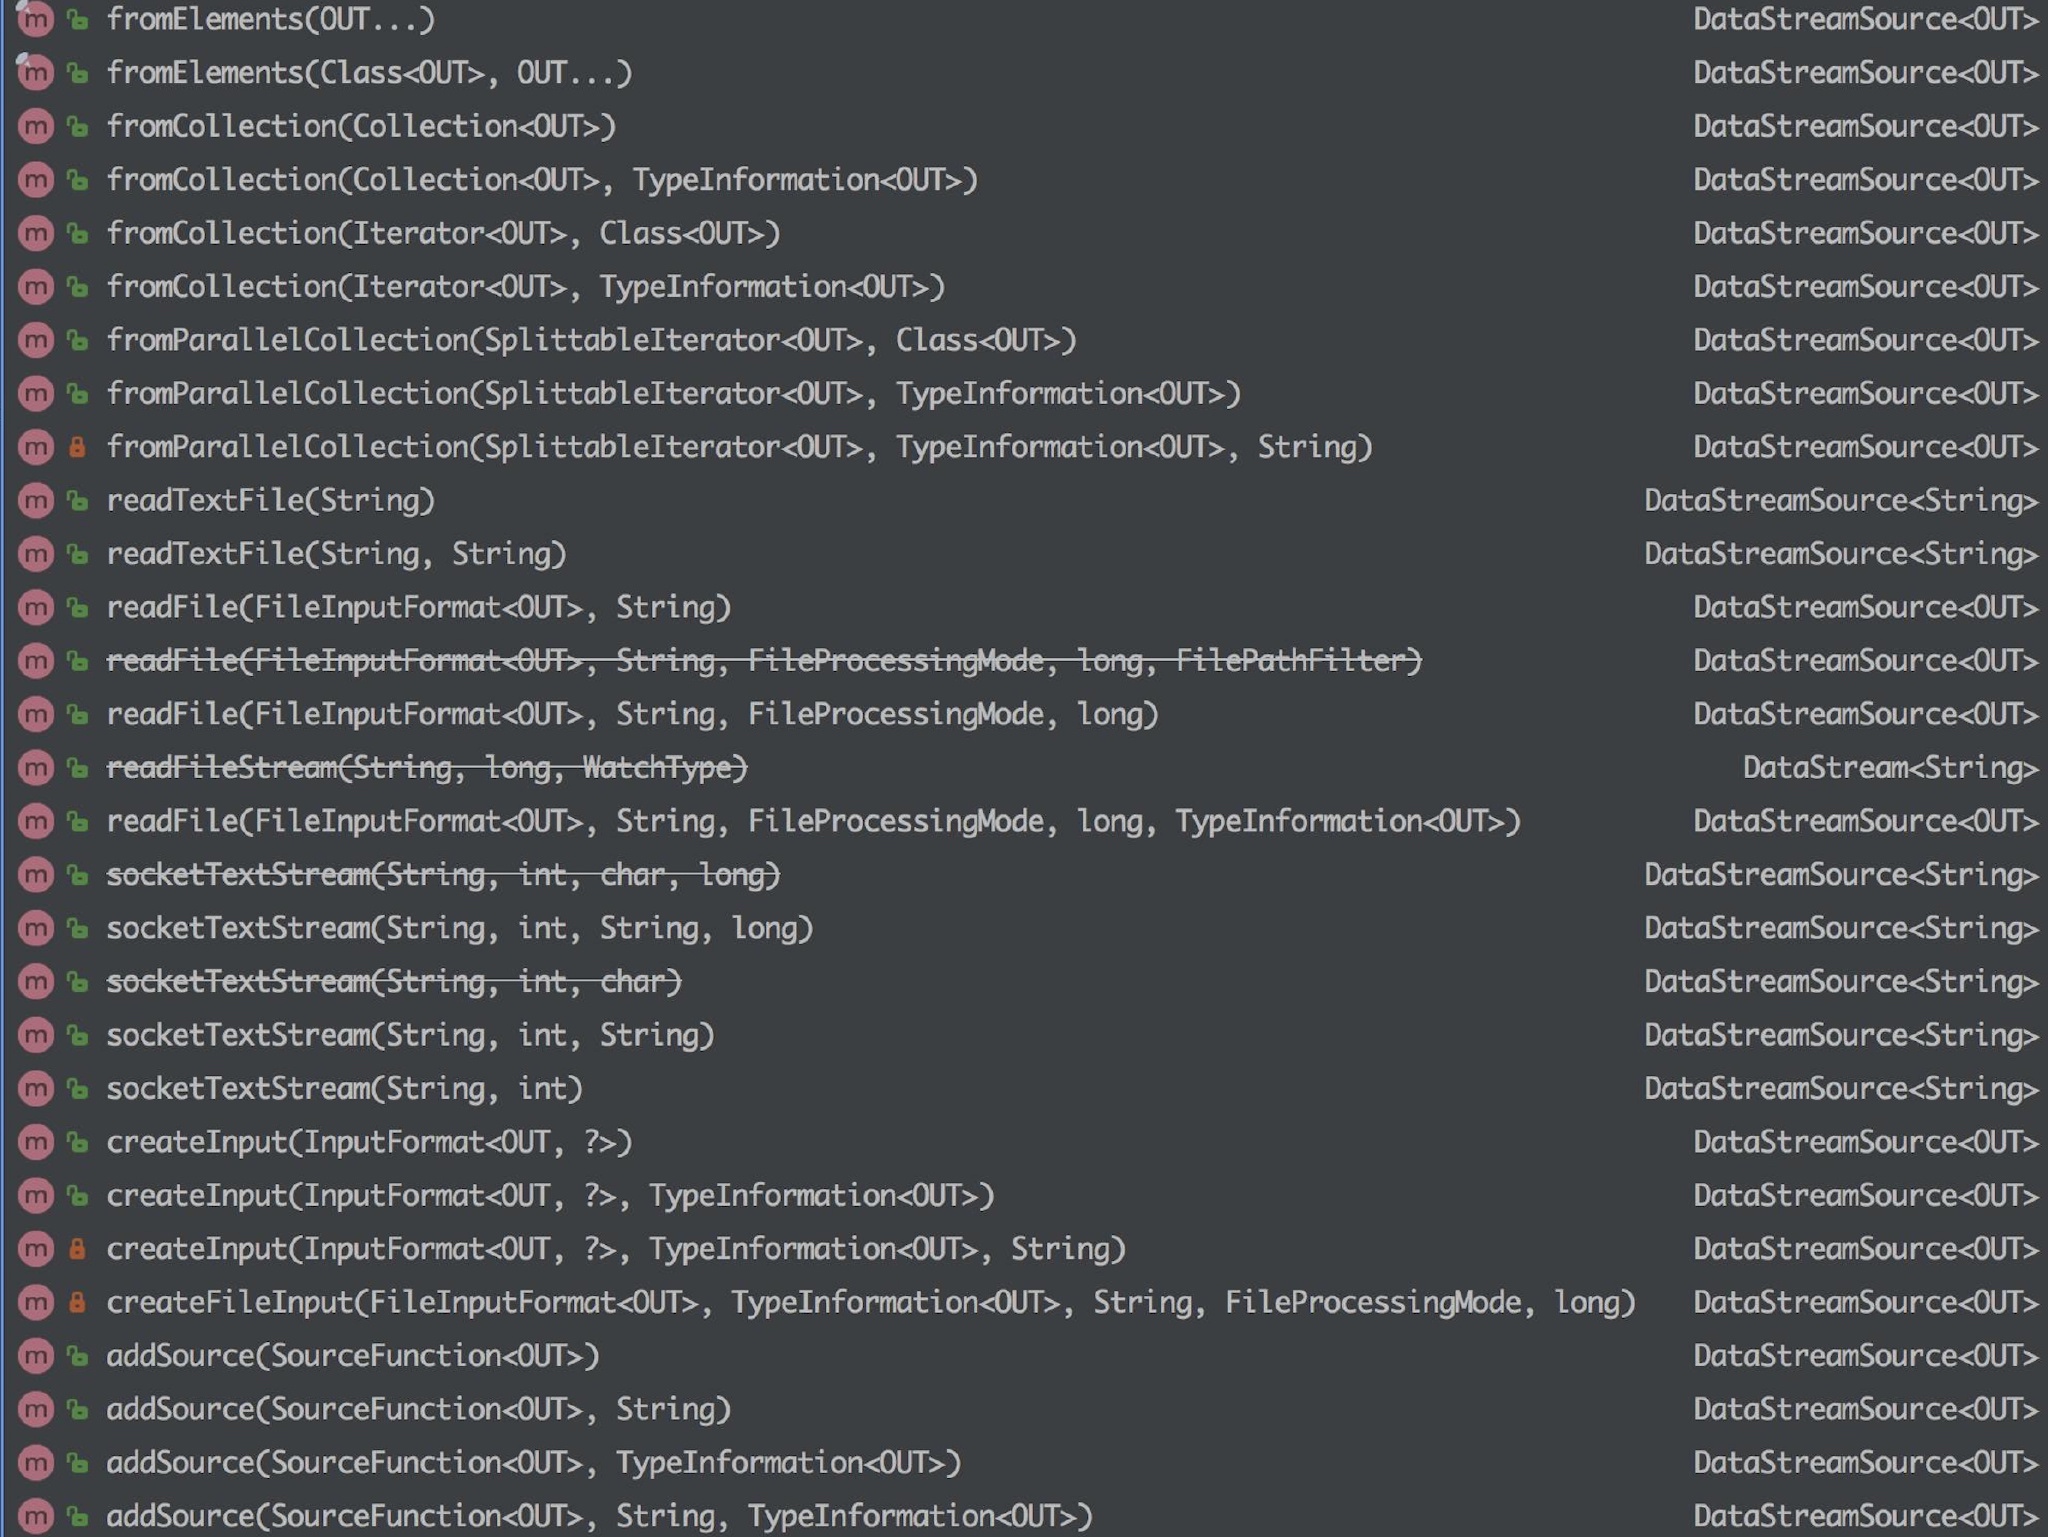 m fromElements(OUT...) DataStreamSource<OUT>
m fromElements(Class<OUT>, OUT...) DataStreamSource<OUT>
m fromCollection(Collection<OUT>) DataStreamSource<OUT>
m fromCollection(Collection<OUT>, TypeInformation<OUT>) DataStreamSource<OUT>
m fromCollection(Iterator<OUT>, Class<OUT>) DataStreamSource<OUT>
m fromCollection(Iterator<OUT>, TypeInformation<OUT>) DataStreamSource<OUT>
m fromParallelCollection(SplittableIterator<OUT>, Class<OUT>) DataStreamSource<OUT>
m fromParallelCollection(SplittableIterator<OUT>, TypeInformation<OUT>) DataStreamSource<OUT>
m fromParallelCollection(SplittableIterator<OUT>, TypeInformation<OUT>, String) DataStreamSource<OUT>
m readTextFile(String) DataStreamSource<String>
m readTextFile(String, String) DataStreamSource<String>
m readFile(FileInputFormat<OUT>, String) DataStreamSource<OUT>
m readFile(FileInputFormat<OUT>, String, FileProcessingMode, long, FilePathFilter) DataStreamSource<OUT>
m readFile(FileInputFormat<OUT>, String, FileProcessingMode, long) DataStreamSource<OUT>
m readFileStream(String, long, WatchType) DataStream<String>
m readFile(FileInputFormat<OUT>, String, FileProcessingMode, long, TypeInformation<OUT>) DataStreamSource<OUT>
m socketTextStream(String, int, char, long) DataStreamSource<String>
m socketTextStream(String, int, String, long) DataStreamSource<String>
m socketTextStream(String, int, char) DataStreamSource<String>
m socketTextStream(String, int, String) DataStreamSource<String>
m socketTextStream(String, int) DataStreamSource<String>
m createInput(InputFormat<OUT, ?>) DataStreamSource<OUT>
m createInput(InputFormat<OUT, ?>, TypeInformation<OUT>) DataStreamSource<OUT>
m createInput(InputFormat<OUT, ?>, TypeInformation<OUT>, String) DataStreamSource<OUT>
m createFileInput(FileInputFormat<OUT>, TypeInformation<OUT>, String, FileProcessingMode, long) DataStreamSource<OUT>
m addSource(SourceFunction<OUT>) DataStreamSource<OUT>
m addSource(SourceFunction<OUT>, String) DataStreamSource<OUT>
m addSource(SourceFunction<OUT>, TypeInformation<OUT>) DataStreamSource<OUT>
m addSource(SourceFunction<OUT>, String, TypeInformation<OUT>) DataStreamSource<OUT>